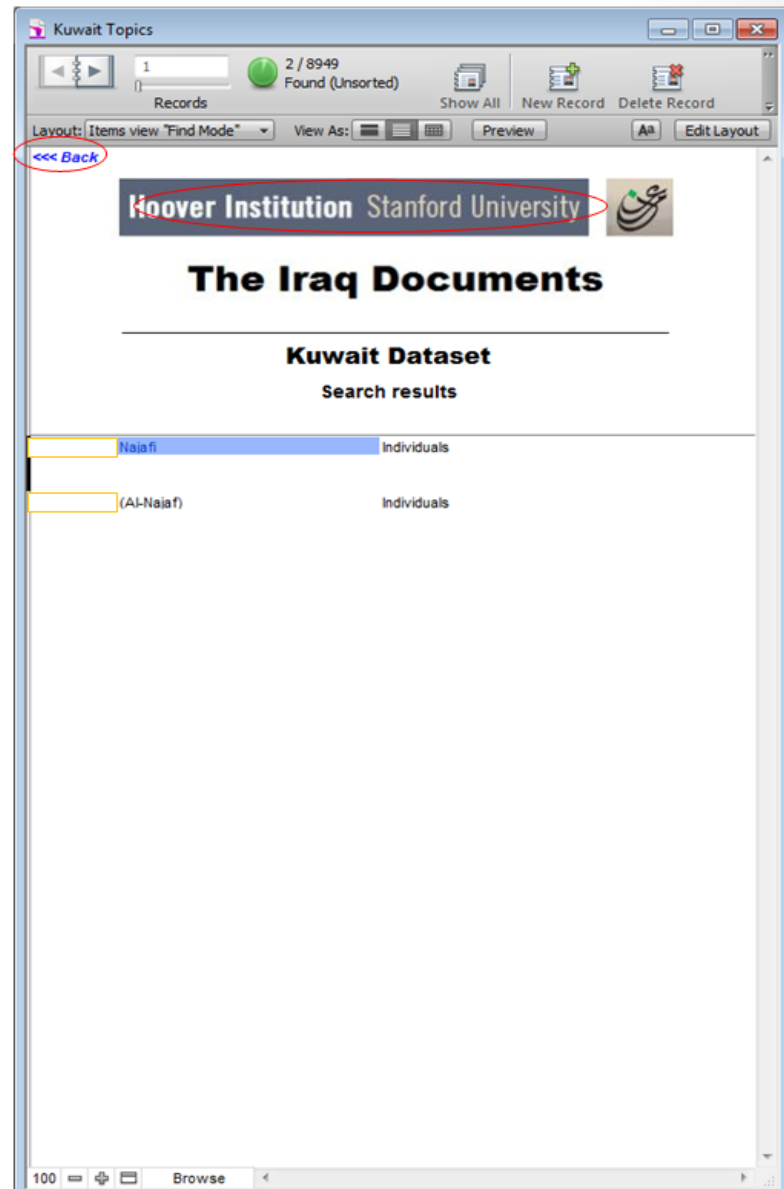 Kuwait Topics
1
Records
2 / 8949
Found (Unsorted)
Show All
New Record
Delete Record
Layout: Items view "Find Mode"
View As:
Preview
Aa
Edit Layout
<<< Back
Hoover Institution Stanford University
The Iraq Documents
Kuwait Dataset
Search results
Najafi Individuals
(Al-Najaf) Individuals
100 Browse